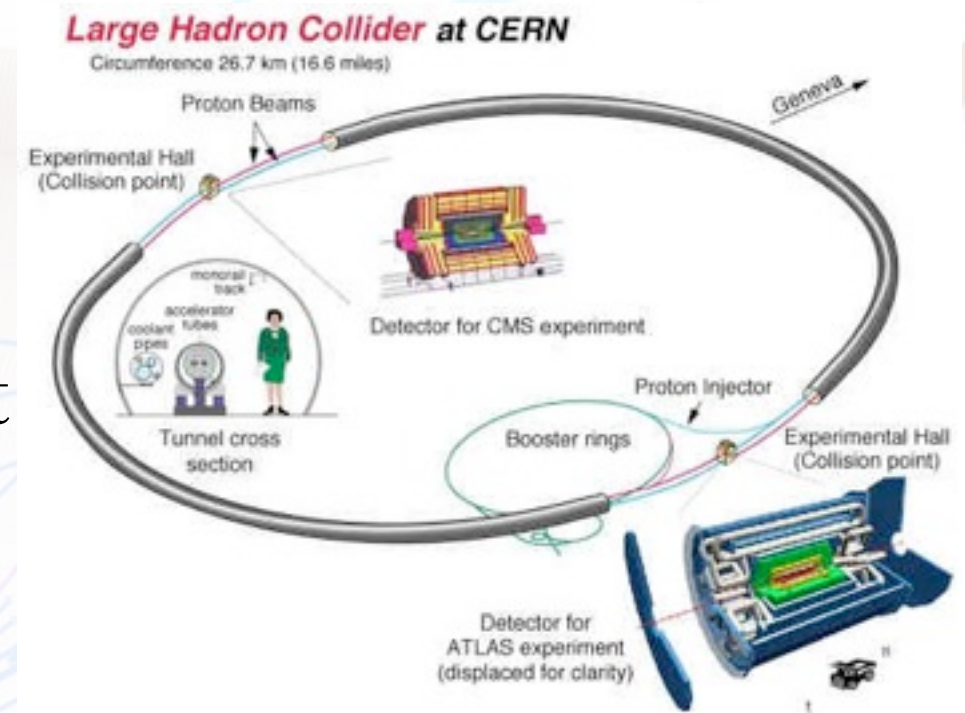 Large Hadron Collider at CERN
Circumference 26.7 km (16.6 miles)
Proton Beams
Geneva
Experimental Hall
(Collision point)
monorail
track
accelerator
tubes
coolant
pipes
Detector for CMS experiment
Tunnel cross
section
Proton Injector
Booster rings
Experimental Hall
(Collision point)
Detector for
ATLAS experiment
(displaced for clarity)